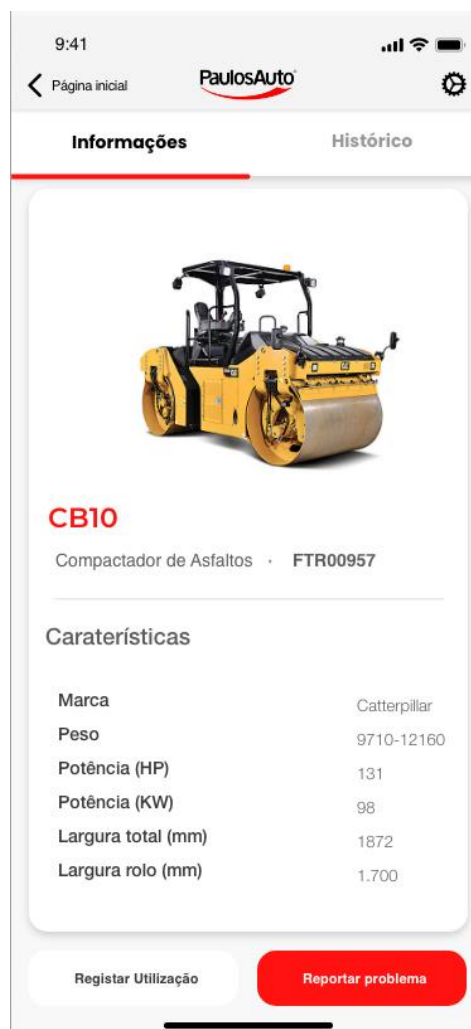 9:41
Página inicial
PaulosAuto
Informações
Histórico
CAT
CB10
Compactador de Asfaltos · FTR00957
Caraterísticas
Marca Catterpillar
Peso 9710-12160
Potência (HP) 131
Potência (KW) 98
Largura total (mm) 1872
Largura rolo (mm) 1.700
Registar Utilização
Reportar problema